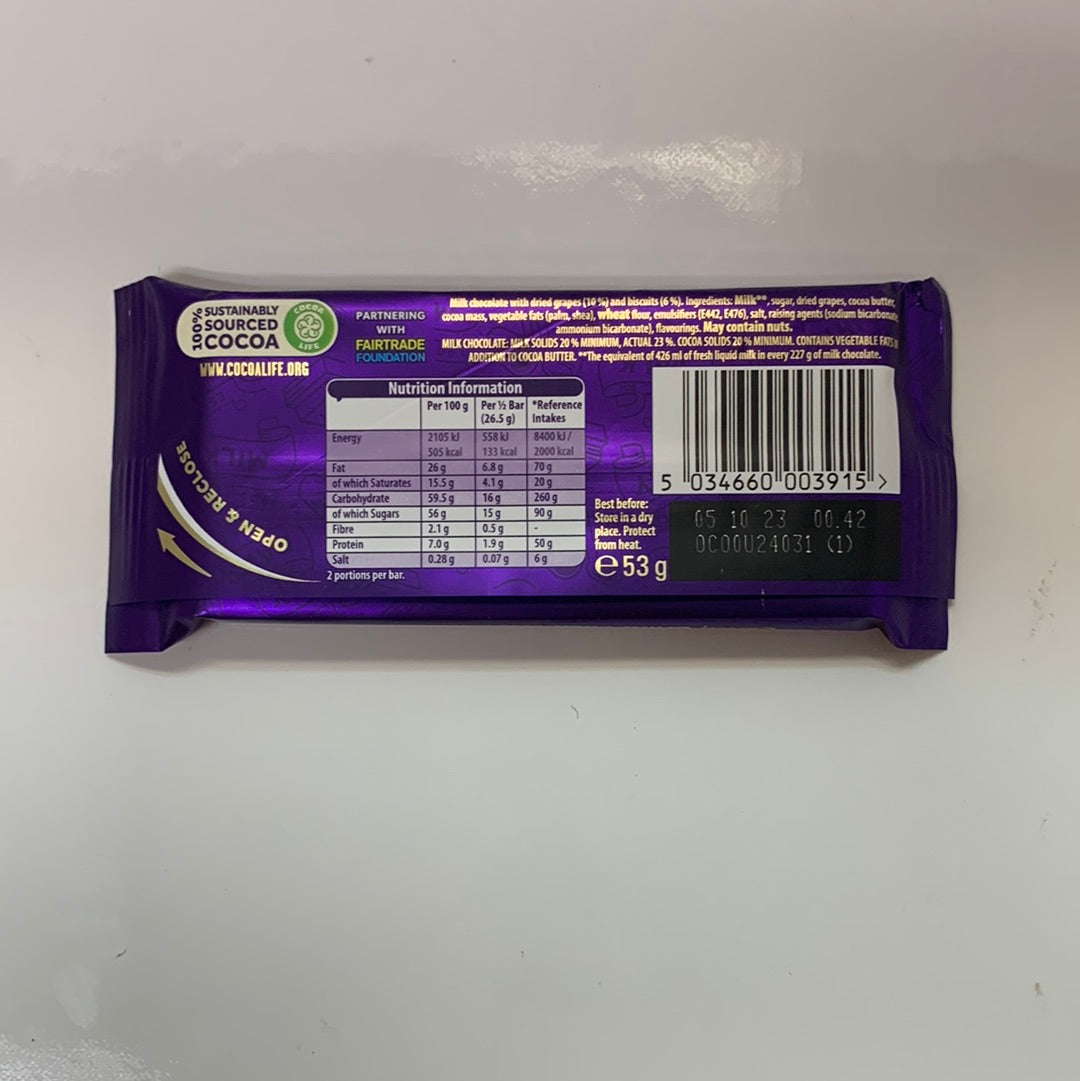 100% SUSTAINABLY
SOURCED
COCOA
COCOA
LIFE
WWW.COCOALIFE.ORG
PARTNERING
WITH
FAIRTRADE
FOUNDATION
Milk chocolate with dried grapes (10 %) and biscuits (6 %). Ingredients: Milk**, sugar, dried grapes, cocoa butter,
cocoa mass, vegetable fats (palm, shea), wheat flour, emulsifiers (E442, E476), salt, raising agents (sodium bicarbonate,
ammonium bicarbonate), flavourings. May contain nuts.
MILK CHOCOLATE: MILK SOLIDS 20 % MINIMUM, ACTUAL 23 %. COCOA SOLIDS 20 % MINIMUM. CONTAINS VEGETABLE FATS IN
ADDITION TO COCOA BUTTER. **The equivalent of 426 ml of fresh liquid milk in every 227 g of milk chocolate.
OPEN & RECLOSE
Nutrition Information
Per 100 g Per ½ Bar (26.5 g) *Reference Intakes
Energy 2105 kJ 558 kJ 8400 kJ /
505 kcal 133 kcal 2000 kcal
Fat 26 g 6.8 g 70 g
of which Saturates 15.5 g 4.1 g 20 g
Carbohydrate 59.5 g 16 g 260 g
of which Sugars 56 g 15 g 90 g
Fibre 2.1 g 0.5 g -
Protein 7.0 g 1.9 g 50 g
Salt 0.28 g 0.07 g 6 g
2 portions per bar.
5 034660 003915 >
Best before:
Store in a dry
place. Protect
from heat.
e 53 g
05 10 23 00.42
OCOOU24031 (1)